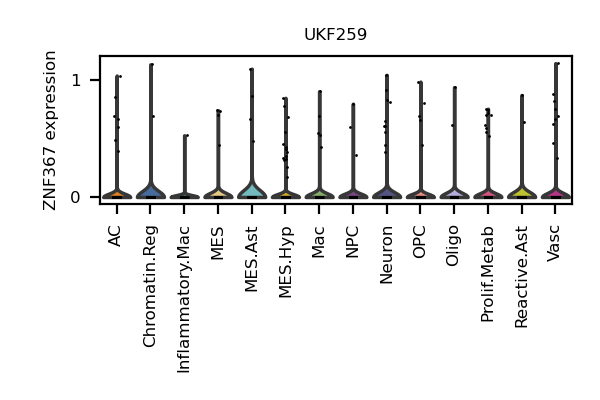 UKF259
ZNF367 expression
1
0
AC
Chromatin.Reg
Inflammatory.Mac
MES
MES.Ast
MES.Hyp
Mac
NPC
Neuron
OPC
Oligo
Prolif.Metab
Reactive.Ast
Vasc